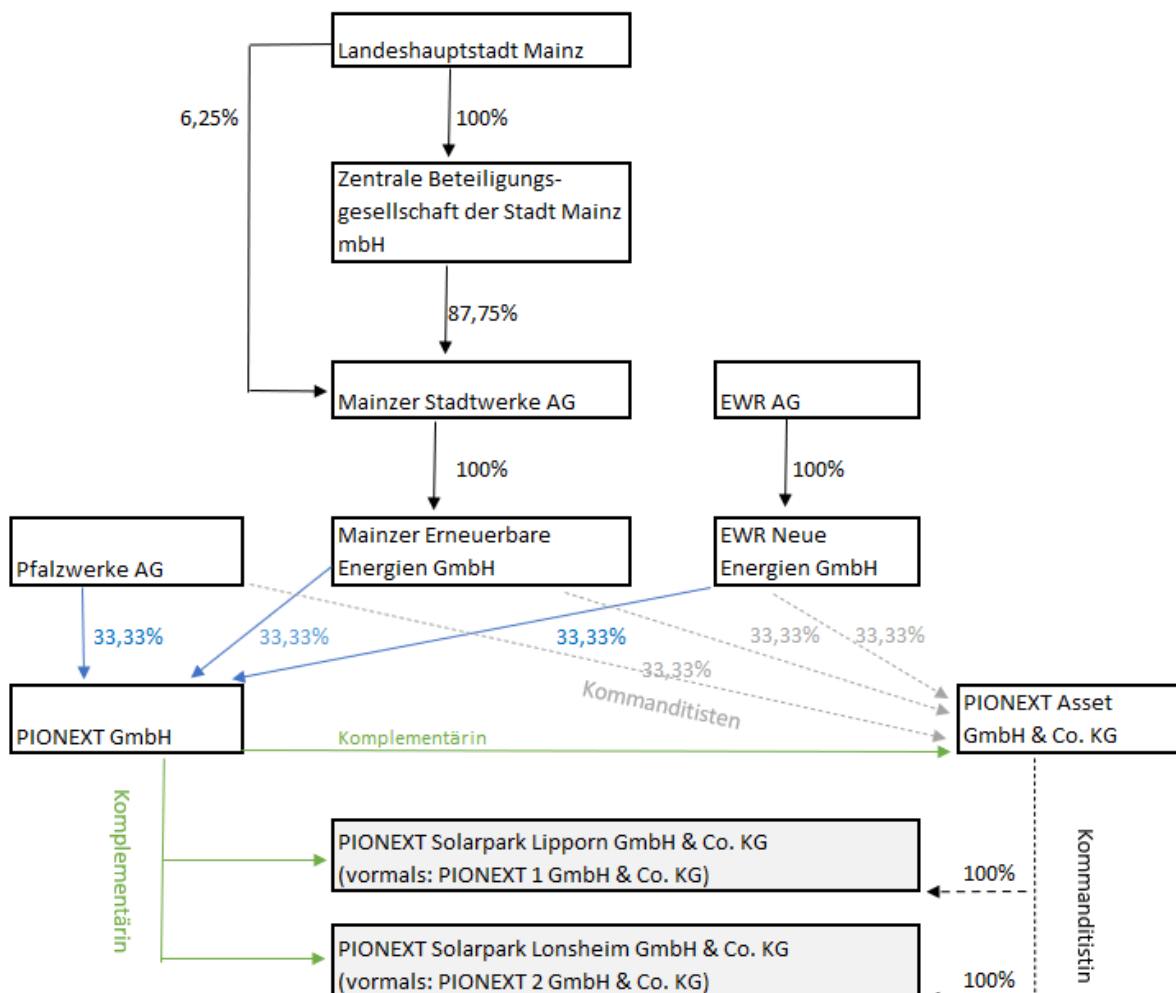 Landeshauptstadt Mainz
6,25%
100%
Zentrale Beteiligungs-
gesellschaft der Stadt Mainz
mbH
87,75%
Mainzer Stadtwerke AG
EWR AG
100%
100%
Pfalzwerke AG
Mainzer Erneuerbare
Energien GmbH
EWR Neue
Energien GmbH
33,33%
33,33%
33,33%
33,33%
33,33%
33,33%
Kommanditisten
PIONEXT GmbH
Komplementärin
PIONEXT Asset
GmbH & Co. KG
Komplementärin
PIONEXT Solarpark Lipporn GmbH & Co. KG
(vormals: PIONEXT 1 GmbH & Co. KG)
100%
Kommanditistin
PIONEXT Solarpark Lonsheim GmbH & Co. KG
(vormals: PIONEXT 2 GmbH & Co. KG)
100%